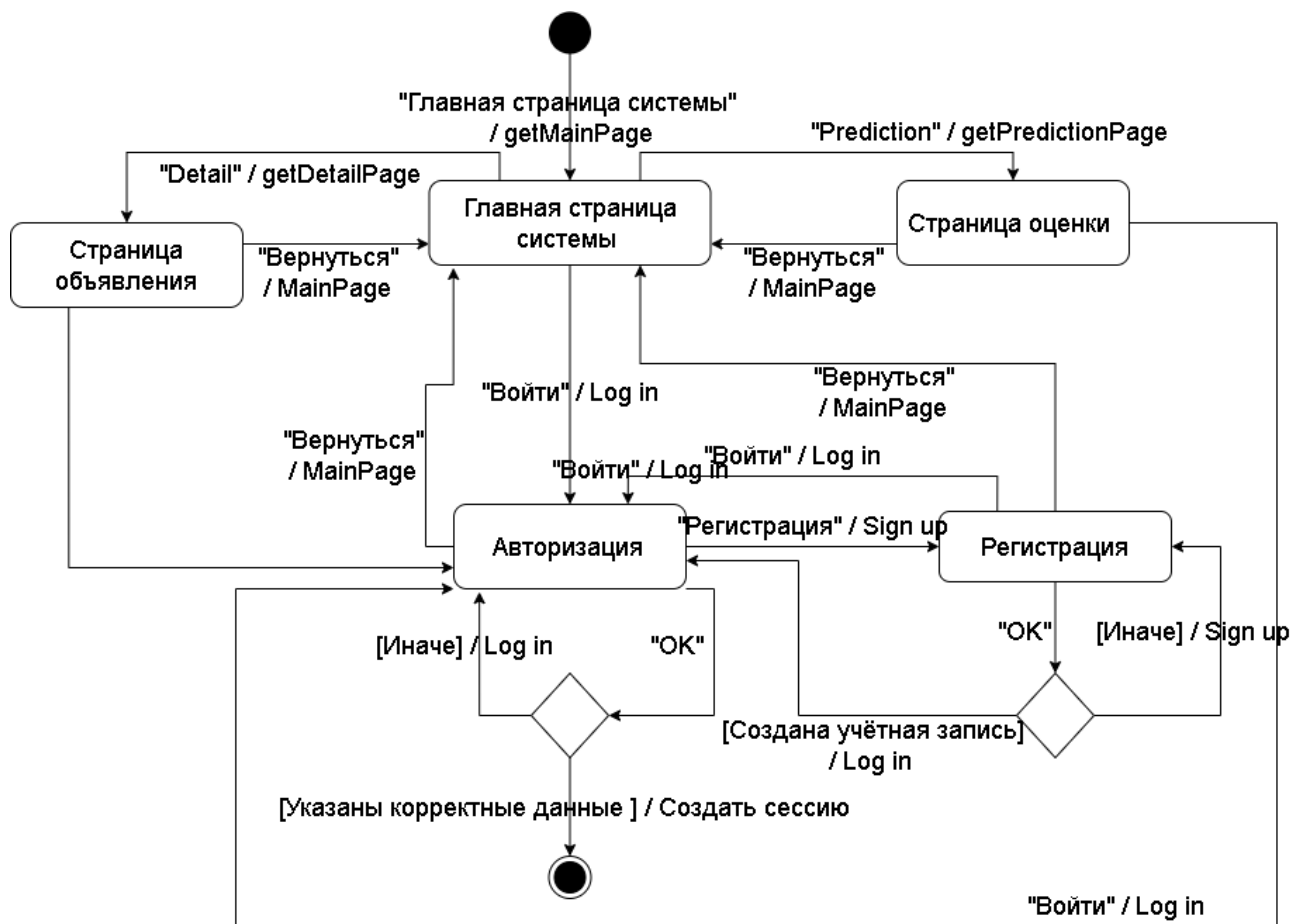 "Главная страница системы"
/ getMainPage
"Prediction" / getPredictionPage
"Detail" / getDetailPage
Главная страница
системы
Страница оценки
Страница
объявления
"Вернуться"
/ MainPage
"Вернуться"
/ MainPage
"Войти" / Log in
"Вернуться"
/ MainPage
"Вернуться"
/ MainPage
"Войти" / Log in
"Войти" / Log in
"Регистрация" / Sign up
Авторизация
Регистрация
[Иначе] / Log in
"OK"
"OK"
[Иначе] / Sign up
[Создана учётная запись]
/ Log in
[Указаны корректные данные ] / Создать сессию
"Войти" / Log in